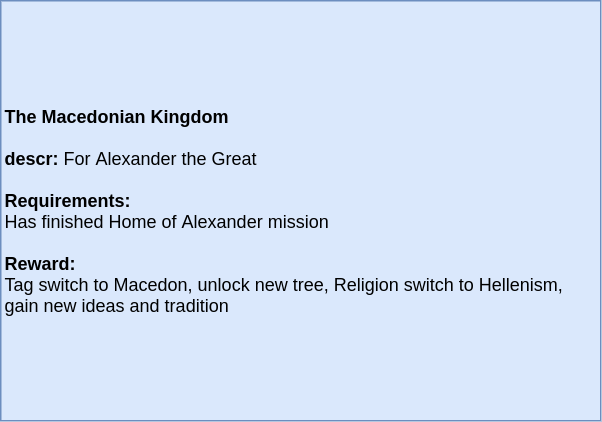 The Macedonian Kingdom
descr: For Alexander the Great
Requirements:
Has finished Home of Alexander mission
Reward:
Tag switch to Macedon, unlock new tree, Religion switch to Hellenism,
gain new ideas and tradition